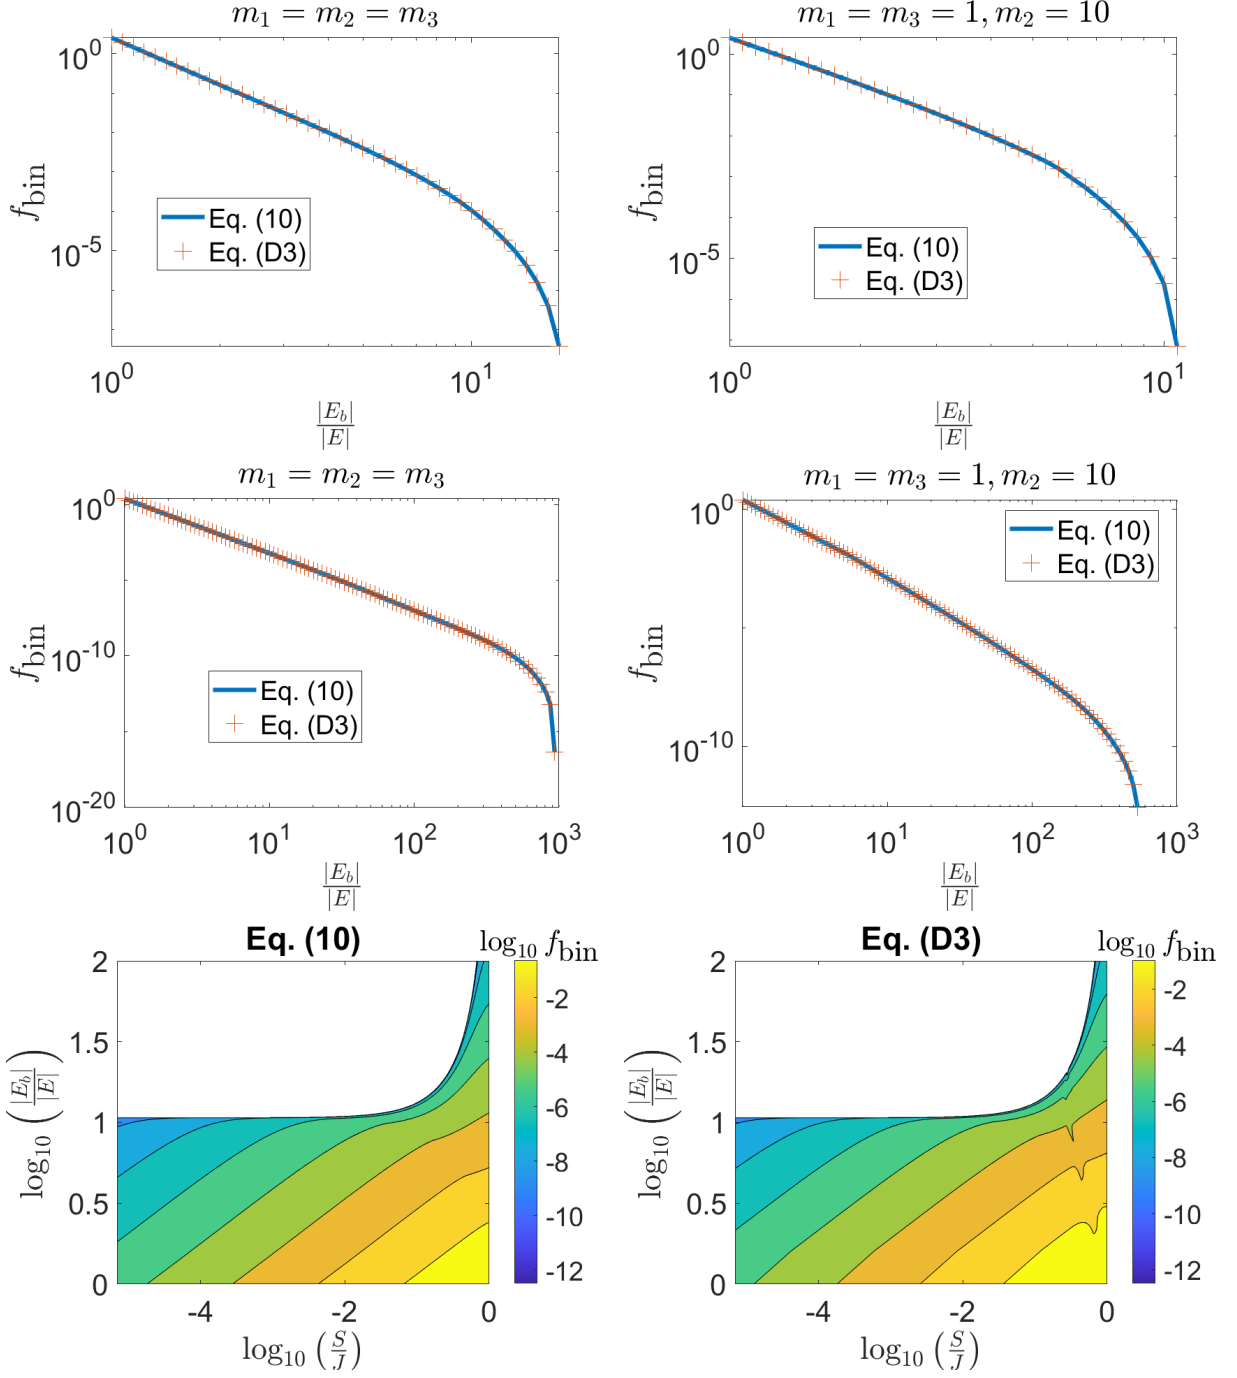 m₁ = m₂ = m₃
10⁰
10⁻⁵
f_bin
Eq. (10)
Eq. (D3)
10⁰ 10¹
|E_b| / |E|
m₁ = m₃ = 1, m₂ = 10
10⁰
10⁻⁵
f_bin
Eq. (10)
Eq. (D3)
10⁰ 10¹
|E_b| / |E|
m₁ = m₂ = m₃
10⁰
10⁻¹⁰
10⁻²⁰
f_bin
Eq. (10)
Eq. (D3)
10⁰ 10¹ 10² 10³
|E_b| / |E|
m₁ = m₃ = 1, m₂ = 10
10⁰
10⁻¹⁰
f_bin
Eq. (10)
Eq. (D3)
10⁰ 10¹ 10² 10³
|E_b| / |E|
Eq. (10)
log₁₀ f_bin
2
1.5
1
0.5
0
log₁₀ (|E_b| / |E|)
-4 -2 0
log₁₀ (S / J)
-2
-4
-6
-8
-10
-12
Eq. (D3)
log₁₀ f_bin
2
1.5
1
0.5
0
log₁₀ (|E_b| / |E|)
-4 -2 0
log₁₀ (S / J)
-2
-4
-6
-8
-10
-12